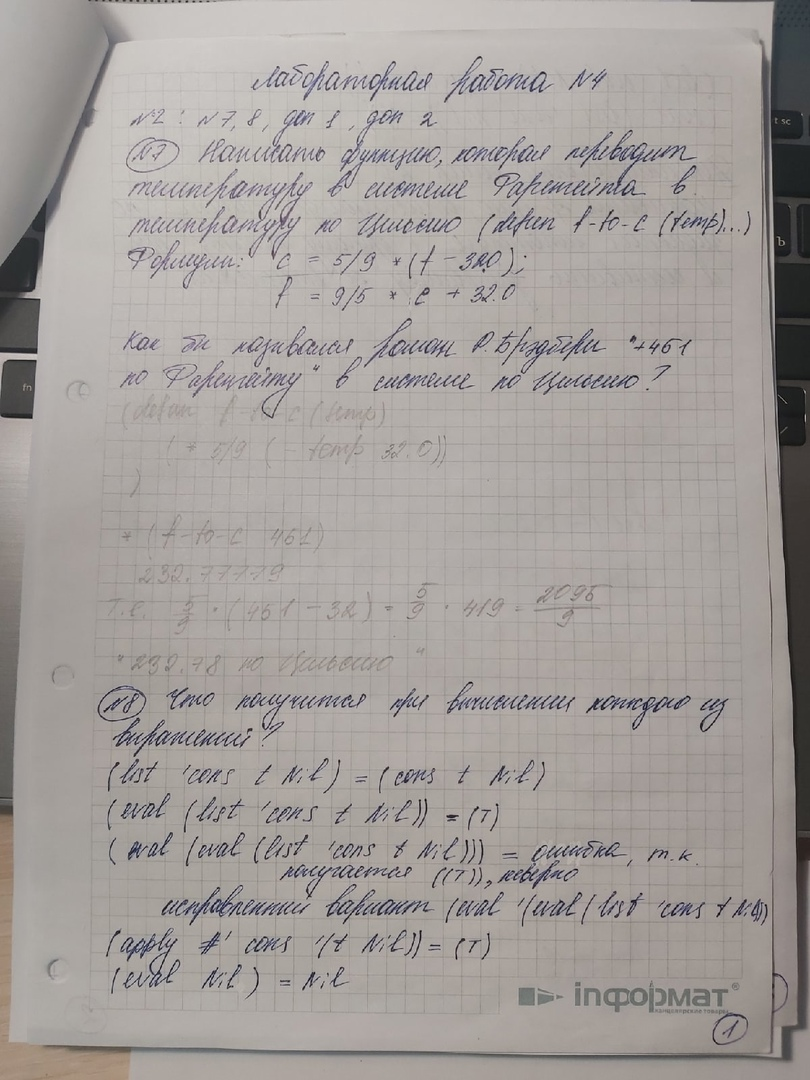 Лабораторная работа №4
№2: №7, 8, доп 1, доп 2
№7 Написать функцию, которая переводит
температуру в системе Фаренгейта в
температуру по Цельсию (defun f-to-c (temp)...)
Формулы: c = 5/9 * (f - 32.0);
f = 9/5 * c + 32.0
Как бы назывался роман Р. Брэдбери "+451
по Фаренгейту" в системе по Цельсию?
(defun f-to-c (temp)
(* 5/9 (- temp 32.0))
)
* (f-to-c 451)
232.77779
т.е. 5/9 · (451 - 32) = 5/9 · 419 = 2095/9
"232.78 по Цельсию"
№8 Что получится при вычислении каждого из
выражений?
(list 'cons t Nil) = (cons t Nil)
(eval (list 'cons t Nil)) = (T)
(eval (eval (list 'cons t Nil))) = ошибка, т.к.
получается ((T)), неверно
исправленный вариант (eval '(eval (list 'cons t Nil))
(apply #'cons '(t Nil)) = (T)
(eval Nil) = Nil
інформат®
канцелярские товары
1
fn
t sc
Ъ